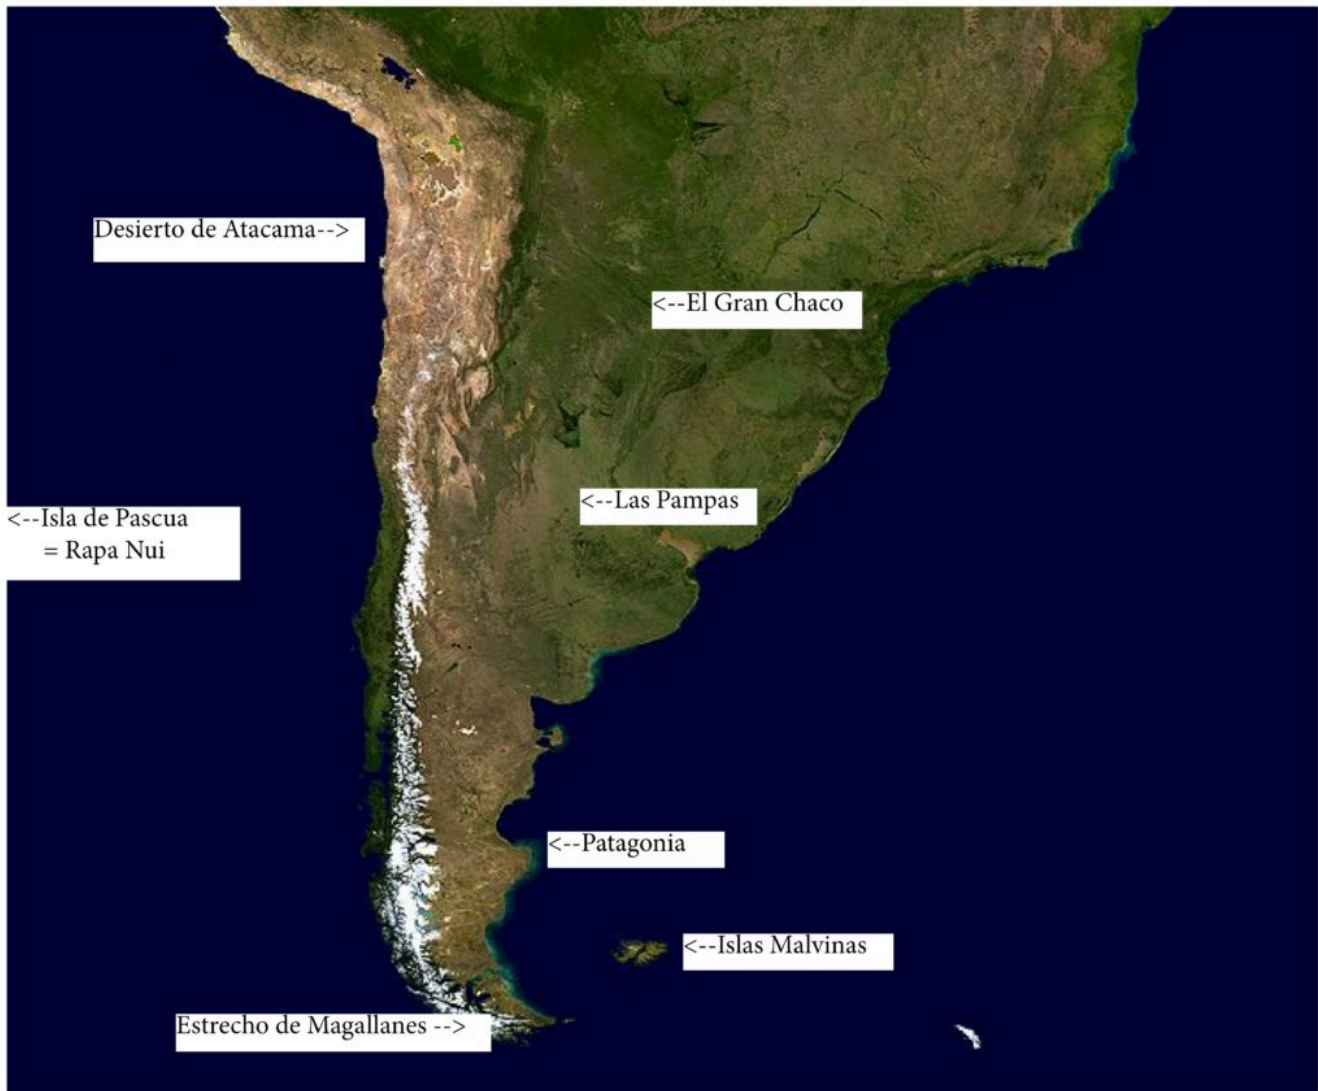 Desierto de Atacama-->
<--El Gran Chaco
<--Las Pampas
<--Isla de Pascua
= Rapa Nui
<--Patagonia
<--Islas Malvinas
Estrecho de Magallanes -->